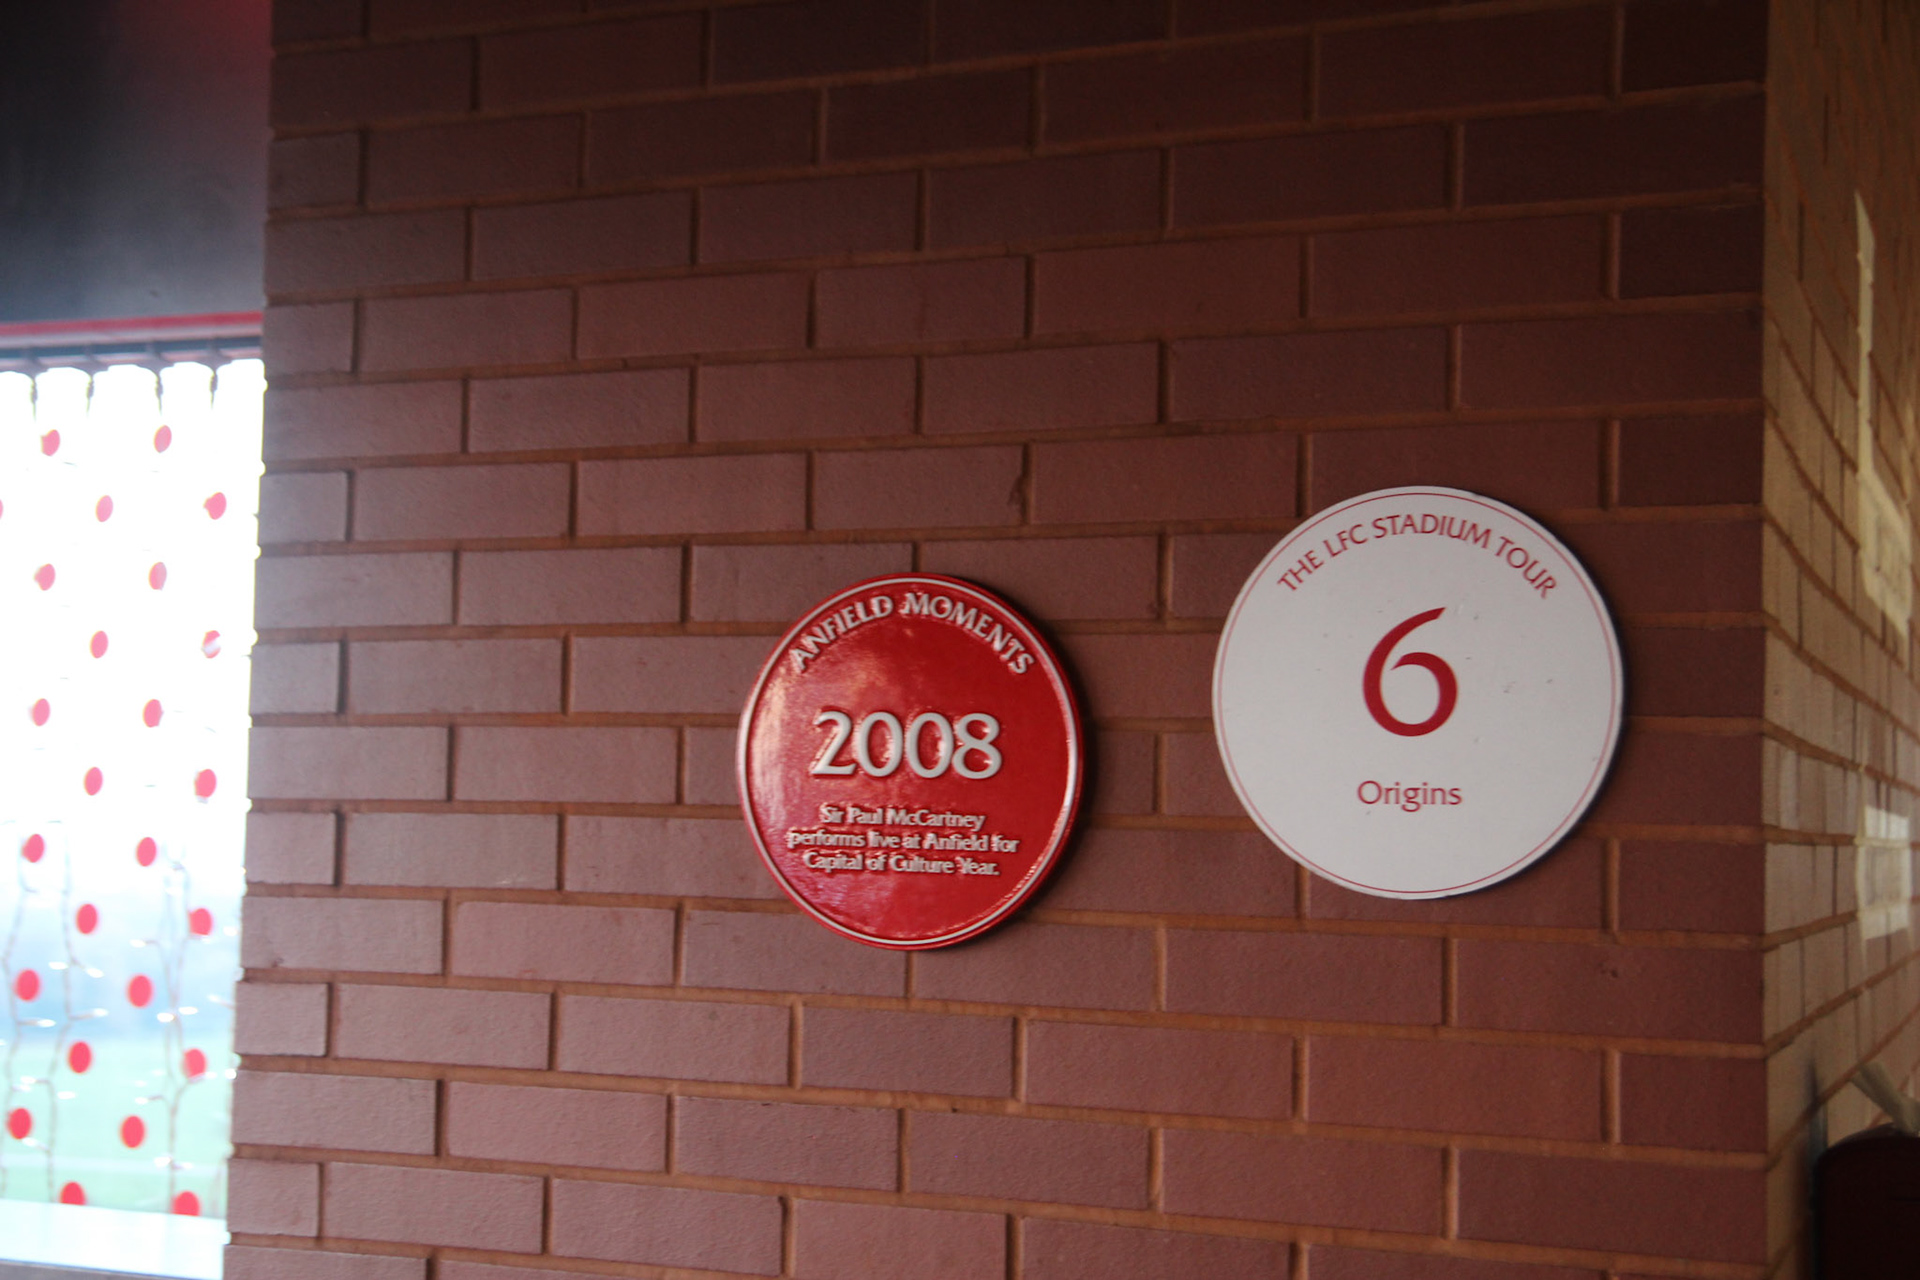 ANFIELD MOMENTS
2008
Sir Paul McCartney
performs live at Anfield for
Capital of Culture Year.
THE LFC STADIUM TOUR
6
Origins